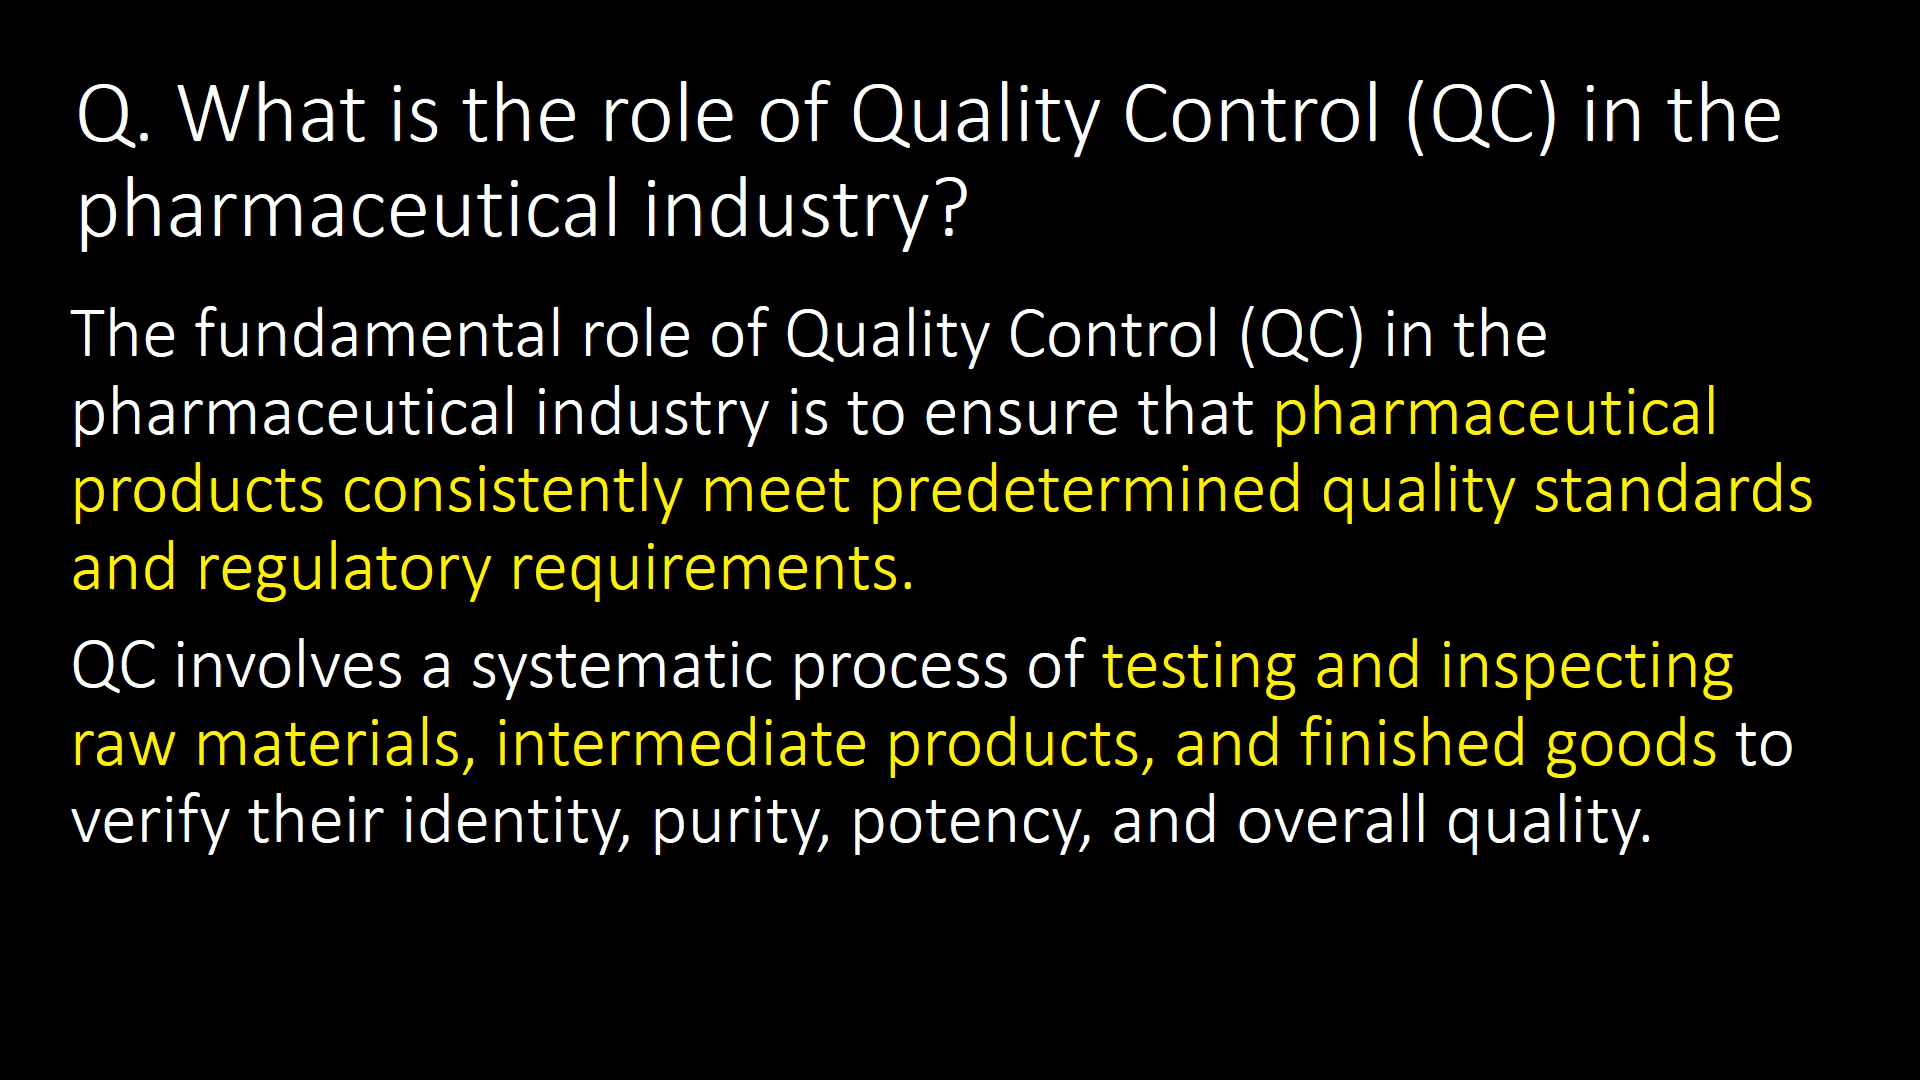 Q. What is the role of Quality Control (QC) in the
pharmaceutical industry?
The fundamental role of Quality Control (QC) in the
pharmaceutical industry is to ensure that pharmaceutical
products consistently meet predetermined quality standards
and regulatory requirements.
QC involves a systematic process of testing and inspecting
raw materials, intermediate products, and finished goods to
verify their identity, purity, potency, and overall quality.